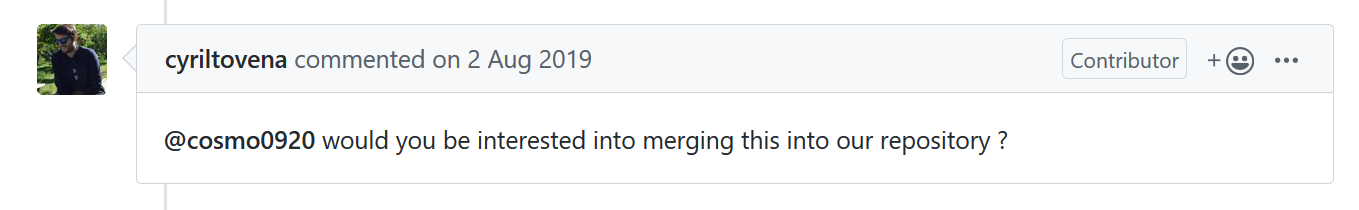 cyriltovena commented on 2 Aug 2019 Contributor
@cosmo0920 would you be interested into merging this into our repository ?